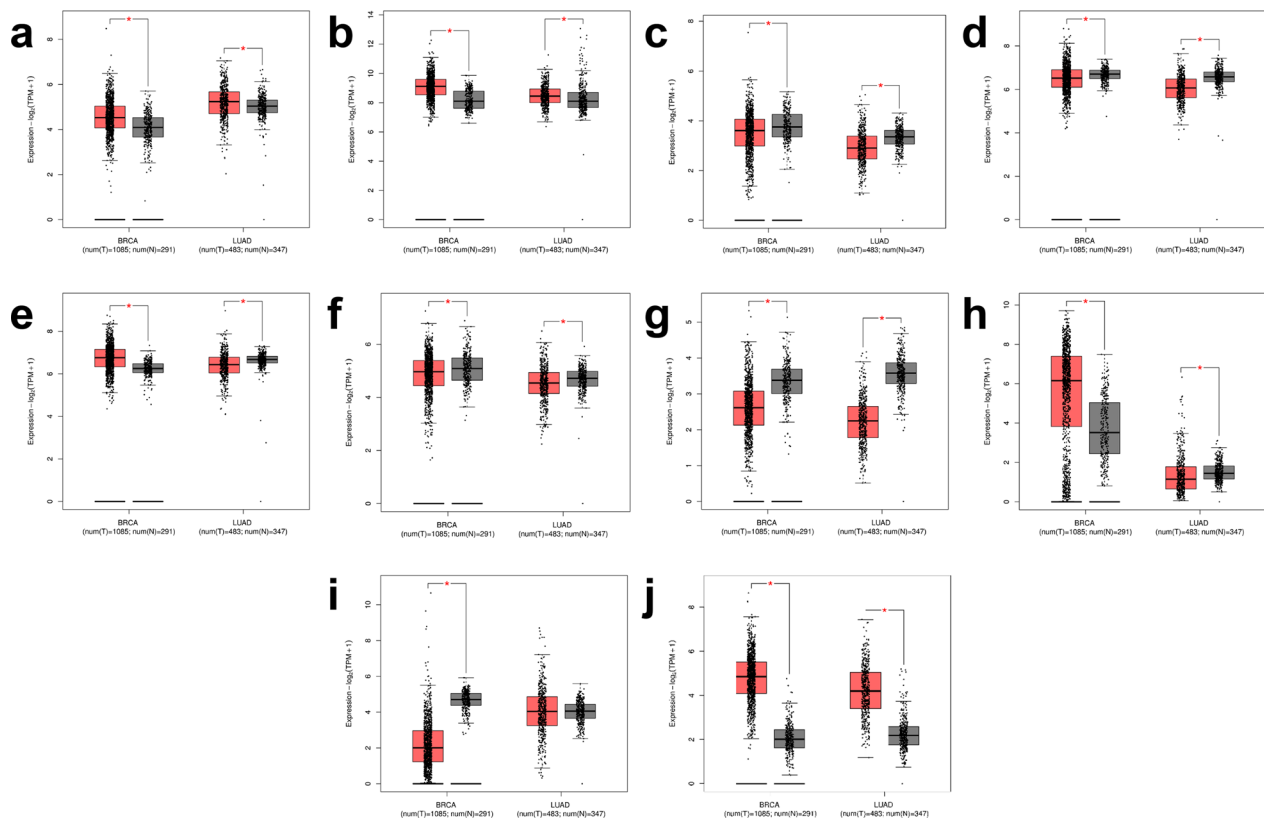 a
Expression − log₂(TPM+1)
8
6
4
2
0
*
*
BRCA
(num(T)=1085; num(N)=291)
LUAD
(num(T)=483; num(N)=347)
b
Expression − log₂(TPM+1)
14
12
10
8
6
4
2
0
*
*
BRCA
(num(T)=1085; num(N)=291)
LUAD
(num(T)=483; num(N)=347)
c
Expression − log₂(TPM+1)
8
6
4
2
0
*
*
BRCA
(num(T)=1085; num(N)=291)
LUAD
(num(T)=483; num(N)=347)
d
Expression − log₂(TPM+1)
8
6
4
2
0
*
*
BRCA
(num(T)=1085; num(N)=291)
LUAD
(num(T)=483; num(N)=347)
e
Expression − log₂(TPM+1)
8
6
4
2
0
*
*
BRCA
(num(T)=1085; num(N)=291)
LUAD
(num(T)=483; num(N)=347)
f
Expression − log₂(TPM+1)
6
4
2
0
*
*
BRCA
(num(T)=1085; num(N)=291)
LUAD
(num(T)=483; num(N)=347)
g
Expression − log₂(TPM+1)
5
4
3
2
1
0
*
*
BRCA
(num(T)=1085; num(N)=291)
LUAD
(num(T)=483; num(N)=347)
h
Expression − log₂(TPM+1)
10
8
6
4
2
0
*
*
BRCA
(num(T)=1085; num(N)=291)
LUAD
(num(T)=483; num(N)=347)
i
Expression − log₂(TPM+1)
10
8
6
4
2
0
*
BRCA
(num(T)=1085; num(N)=291)
LUAD
(num(T)=483; num(N)=347)
j
Expression − log₂(TPM+1)
8
6
4
2
0
*
*
BRCA
(num(T)=1085; num(N)=291)
LUAD
(num(T)=483; num(N)=347)